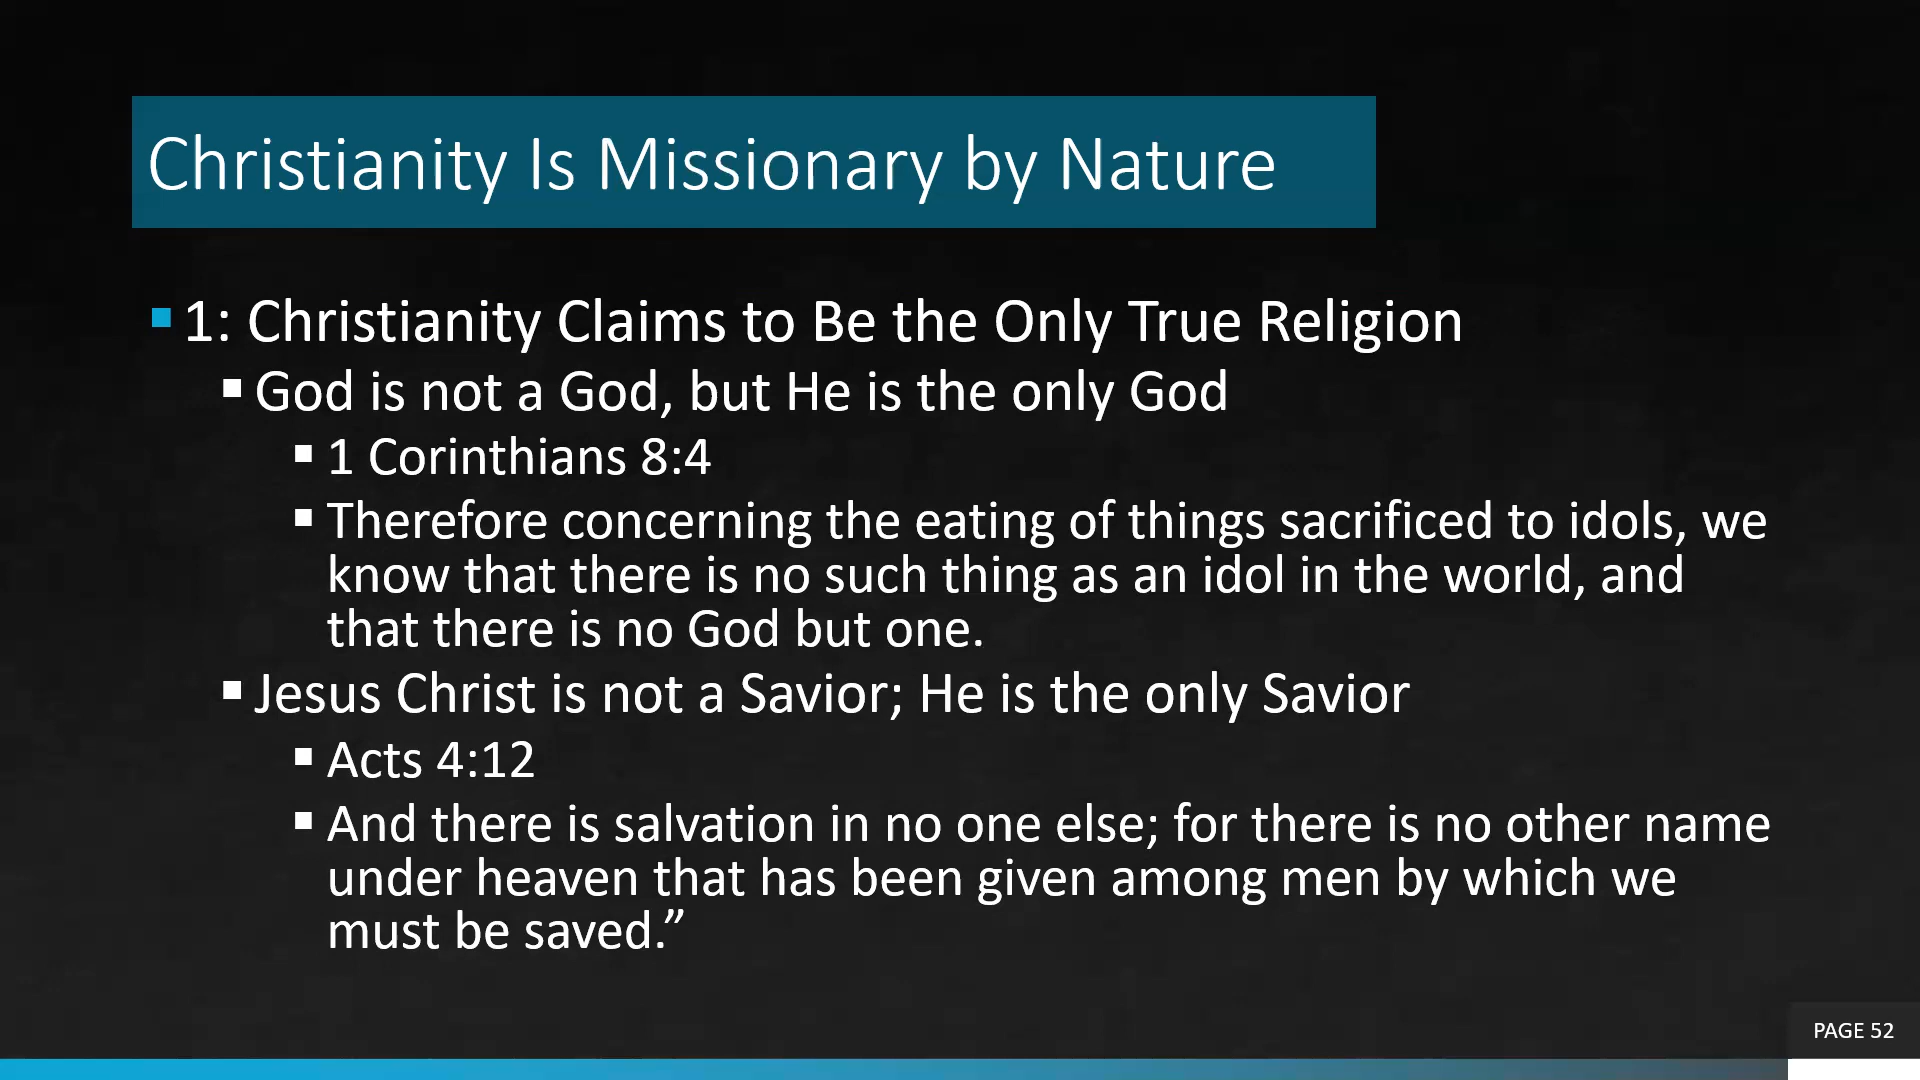 Christianity Is Missionary by Nature
▪ 1: Christianity Claims to Be the Only True Religion
▪ God is not a God, but He is the only God
▪ 1 Corinthians 8:4
▪ Therefore concerning the eating of things sacrificed to idols, we
know that there is no such thing as an idol in the world, and
that there is no God but one.
▪ Jesus Christ is not a Savior; He is the only Savior
▪ Acts 4:12
▪ And there is salvation in no one else; for there is no other name
under heaven that has been given among men by which we
must be saved.”
PAGE 52